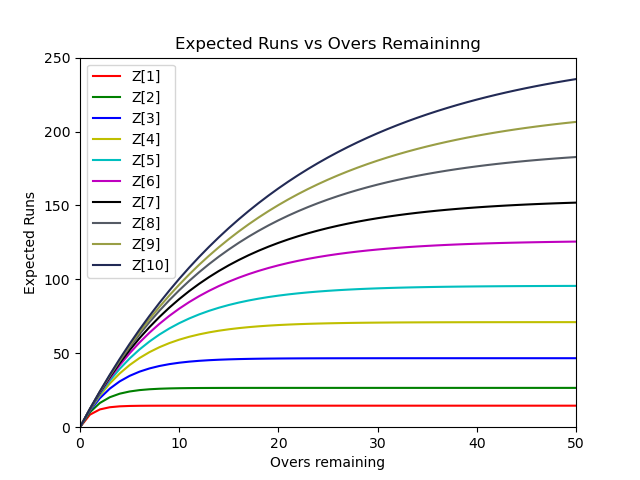 Expected Runs vs Overs Remaininng
250
200
150
100
50
0
Expected Runs
Z[1]
Z[2]
Z[3]
Z[4]
Z[5]
Z[6]
Z[7]
Z[8]
Z[9]
Z[10]
0 10 20 30 40 50
Overs remaining